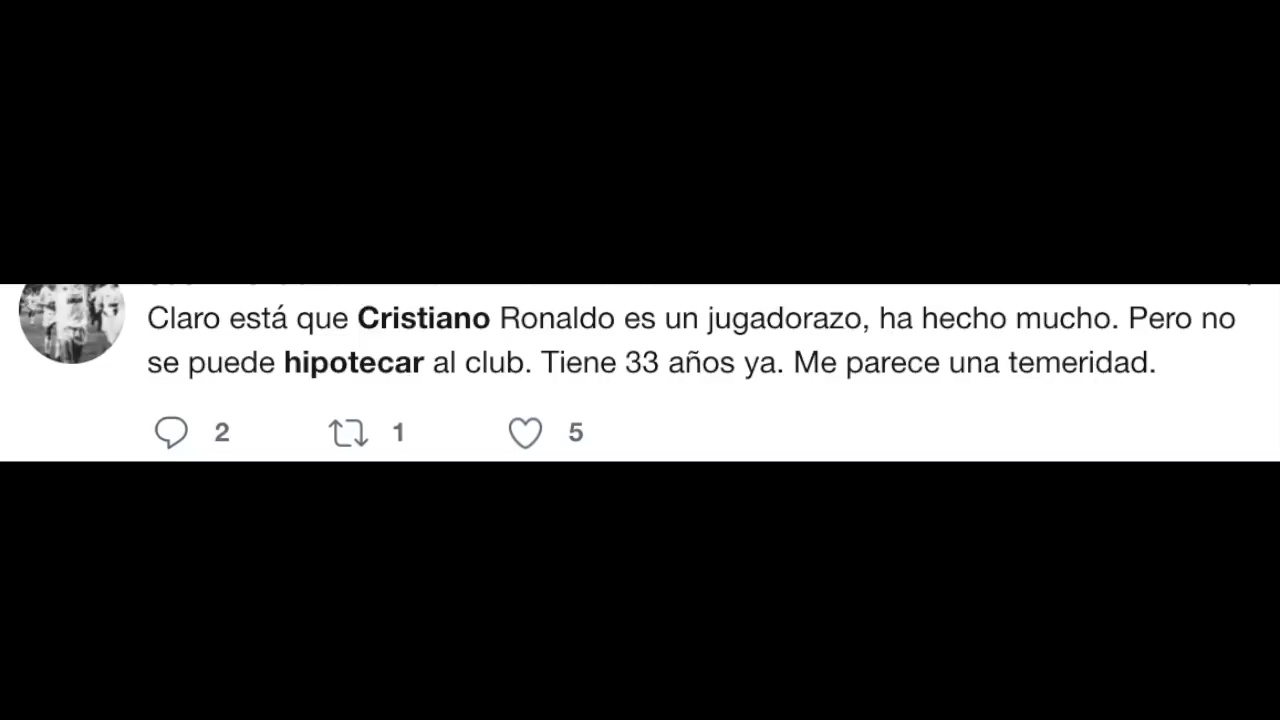 Claro está que Cristiano Ronaldo es un jugadorazo, ha hecho mucho. Pero no
se puede hipotecar al club. Tiene 33 años ya. Me parece una temeridad.
2 1 5